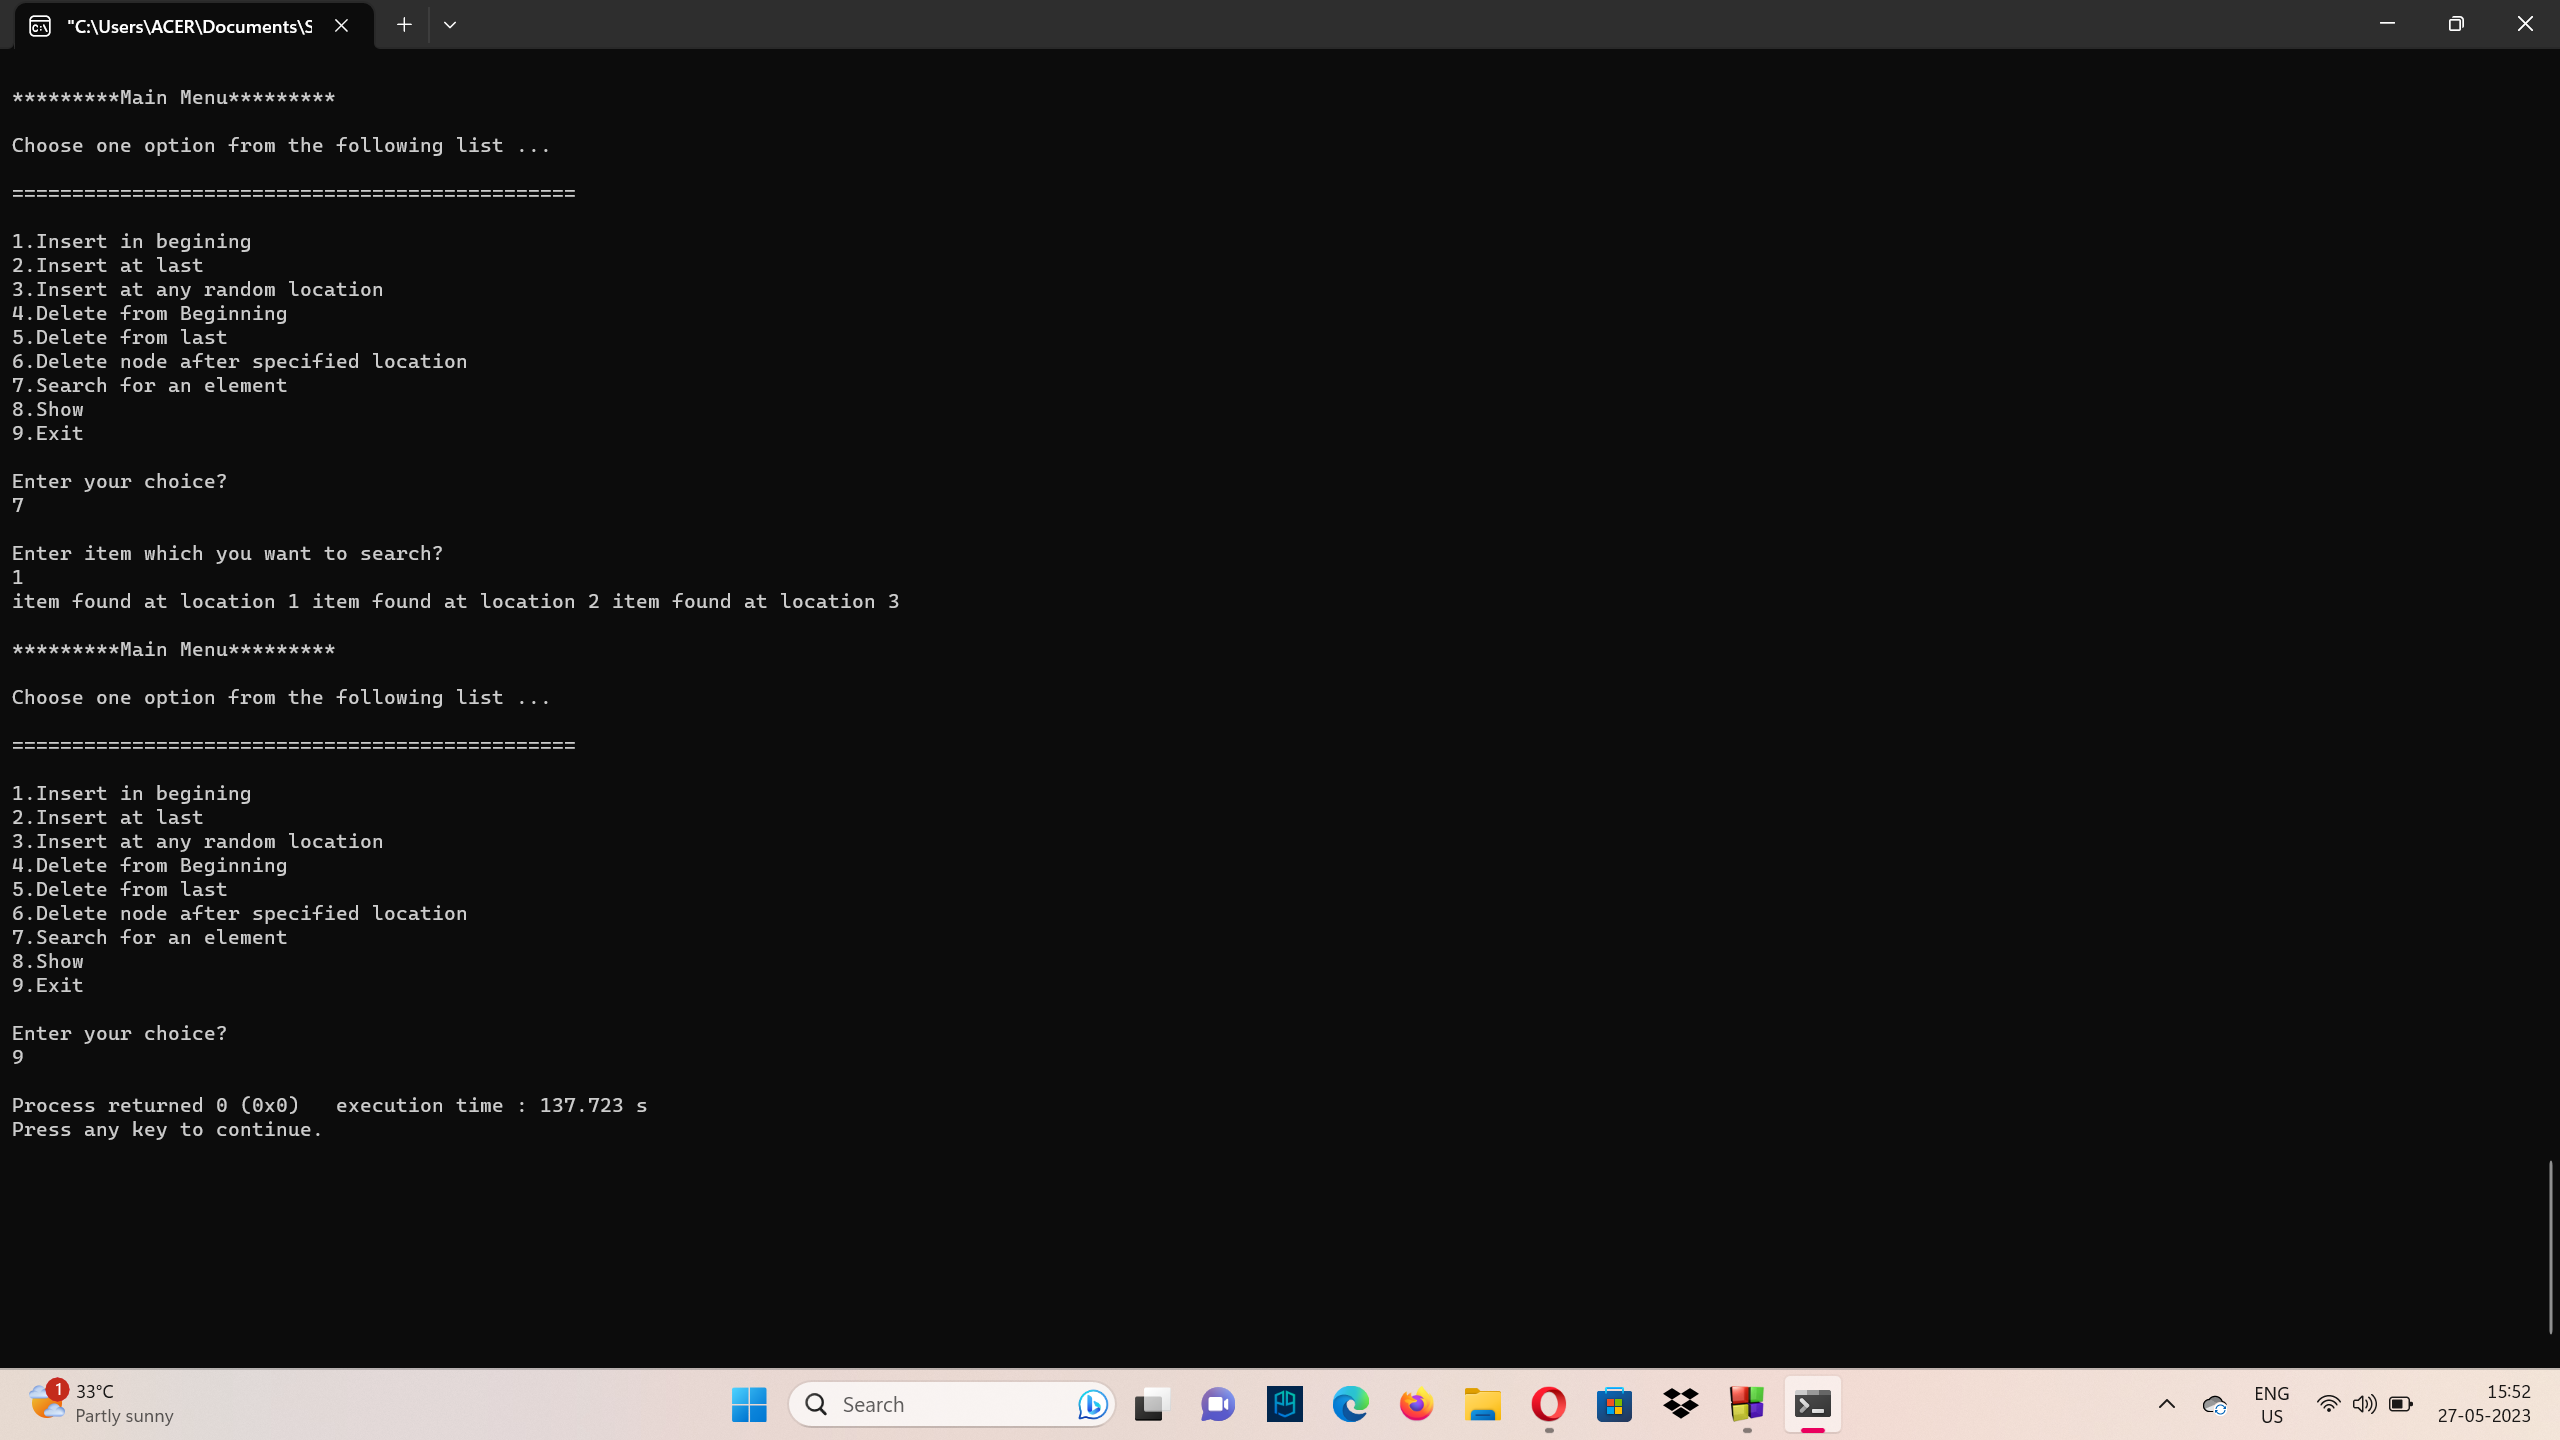 "C:\Users\ACER\Documents\S
*********Main Menu*********
Choose one option from the following list ...
===============================================
1.Insert in begining
2.Insert at last
3.Insert at any random location
4.Delete from Beginning
5.Delete from last
6.Delete node after specified location
7.Search for an element
8.Show
9.Exit
Enter your choice?
7
Enter item which you want to search?
1
item found at location 1 item found at location 2 item found at location 3
*********Main Menu*********
Choose one option from the following list ...
===============================================
1.Insert in begining
2.Insert at last
3.Insert at any random location
4.Delete from Beginning
5.Delete from last
6.Delete node after specified location
7.Search for an element
8.Show
9.Exit
Enter your choice?
9
Process returned 0 (0x0)   execution time : 137.723 s
Press any key to continue.
1
33°C
Partly sunny
Search
ENG
US
15:52
27-05-2023